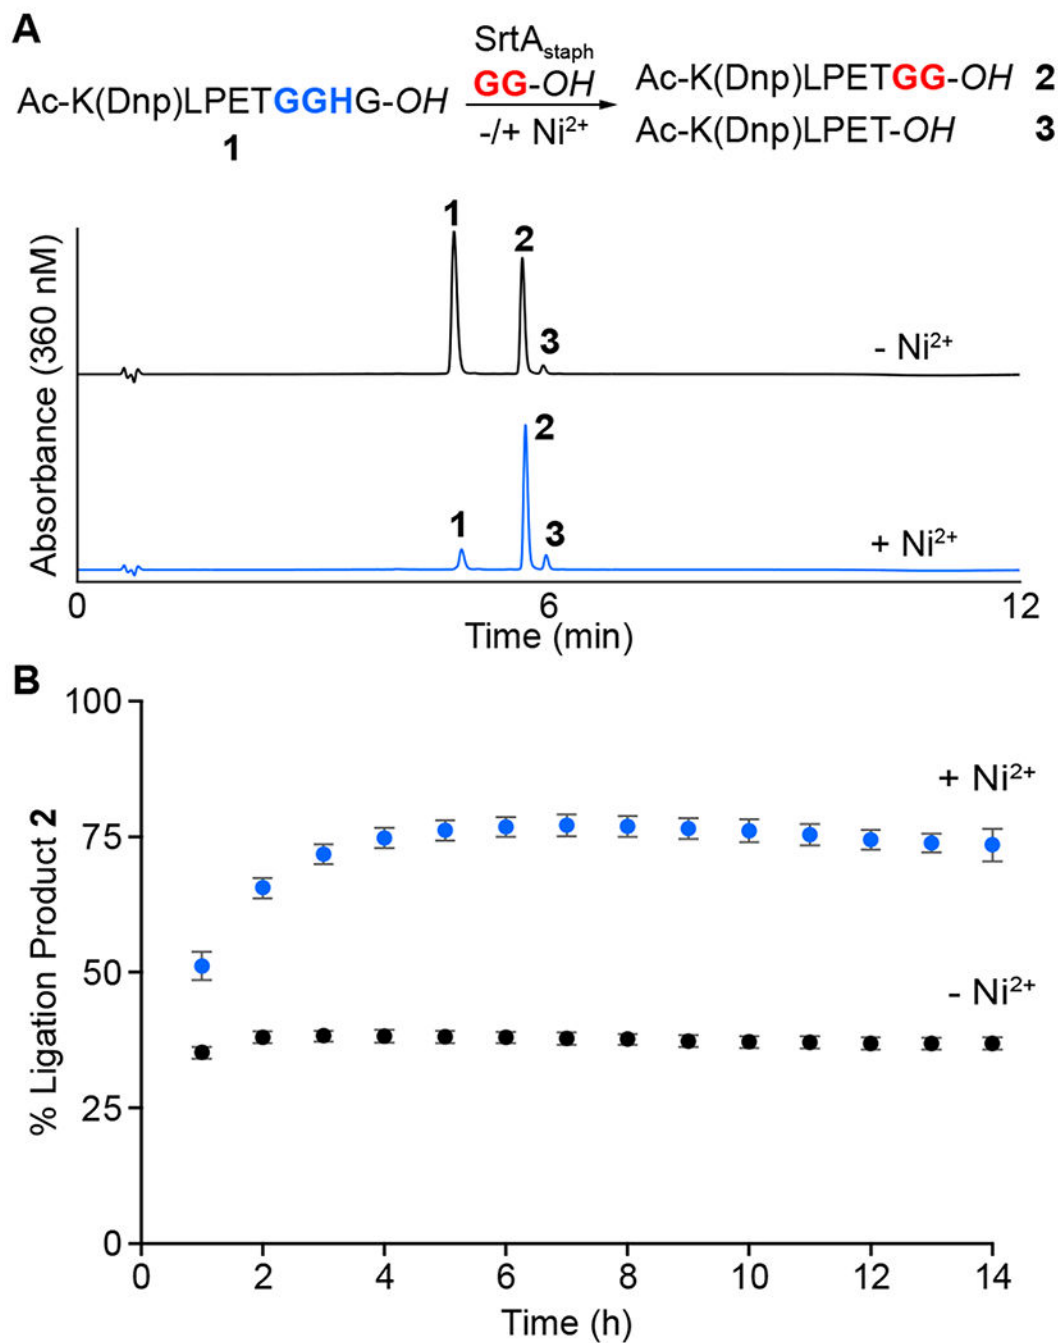 A
SrtAstaph
GG-OH
-/+ Ni2+
Ac-K(Dnp)LPETGGHG-OH
1
Ac-K(Dnp)LPETGG-OH 2
Ac-K(Dnp)LPET-OH 3
Absorbance (360 nM)
1
2
3
- Ni2+
1
2
3
+ Ni2+
0 6 12
Time (min)
B
% Ligation Product 2
100
75
50
25
0
+ Ni2+
- Ni2+
0 2 4 6 8 10 12 14
Time (h)